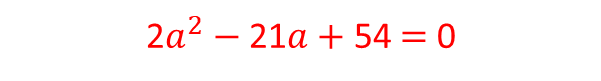 2𝑎² − 21𝑎 + 54 = 0